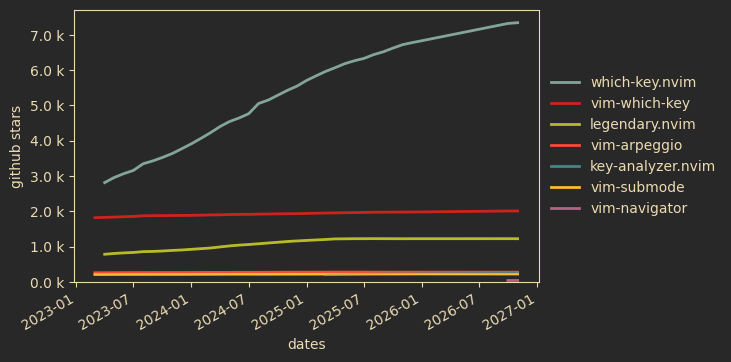 7.0 k
6.0 k
5.0 k
4.0 k
3.0 k
2.0 k
1.0 k
0.0 k
github stars
2023-01
2023-07
2024-01
2024-07
2025-01
2025-07
2026-01
2026-07
2027-01
dates
which-key.nvim
vim-which-key
legendary.nvim
vim-arpeggio
key-analyzer.nvim
vim-submode
vim-navigator